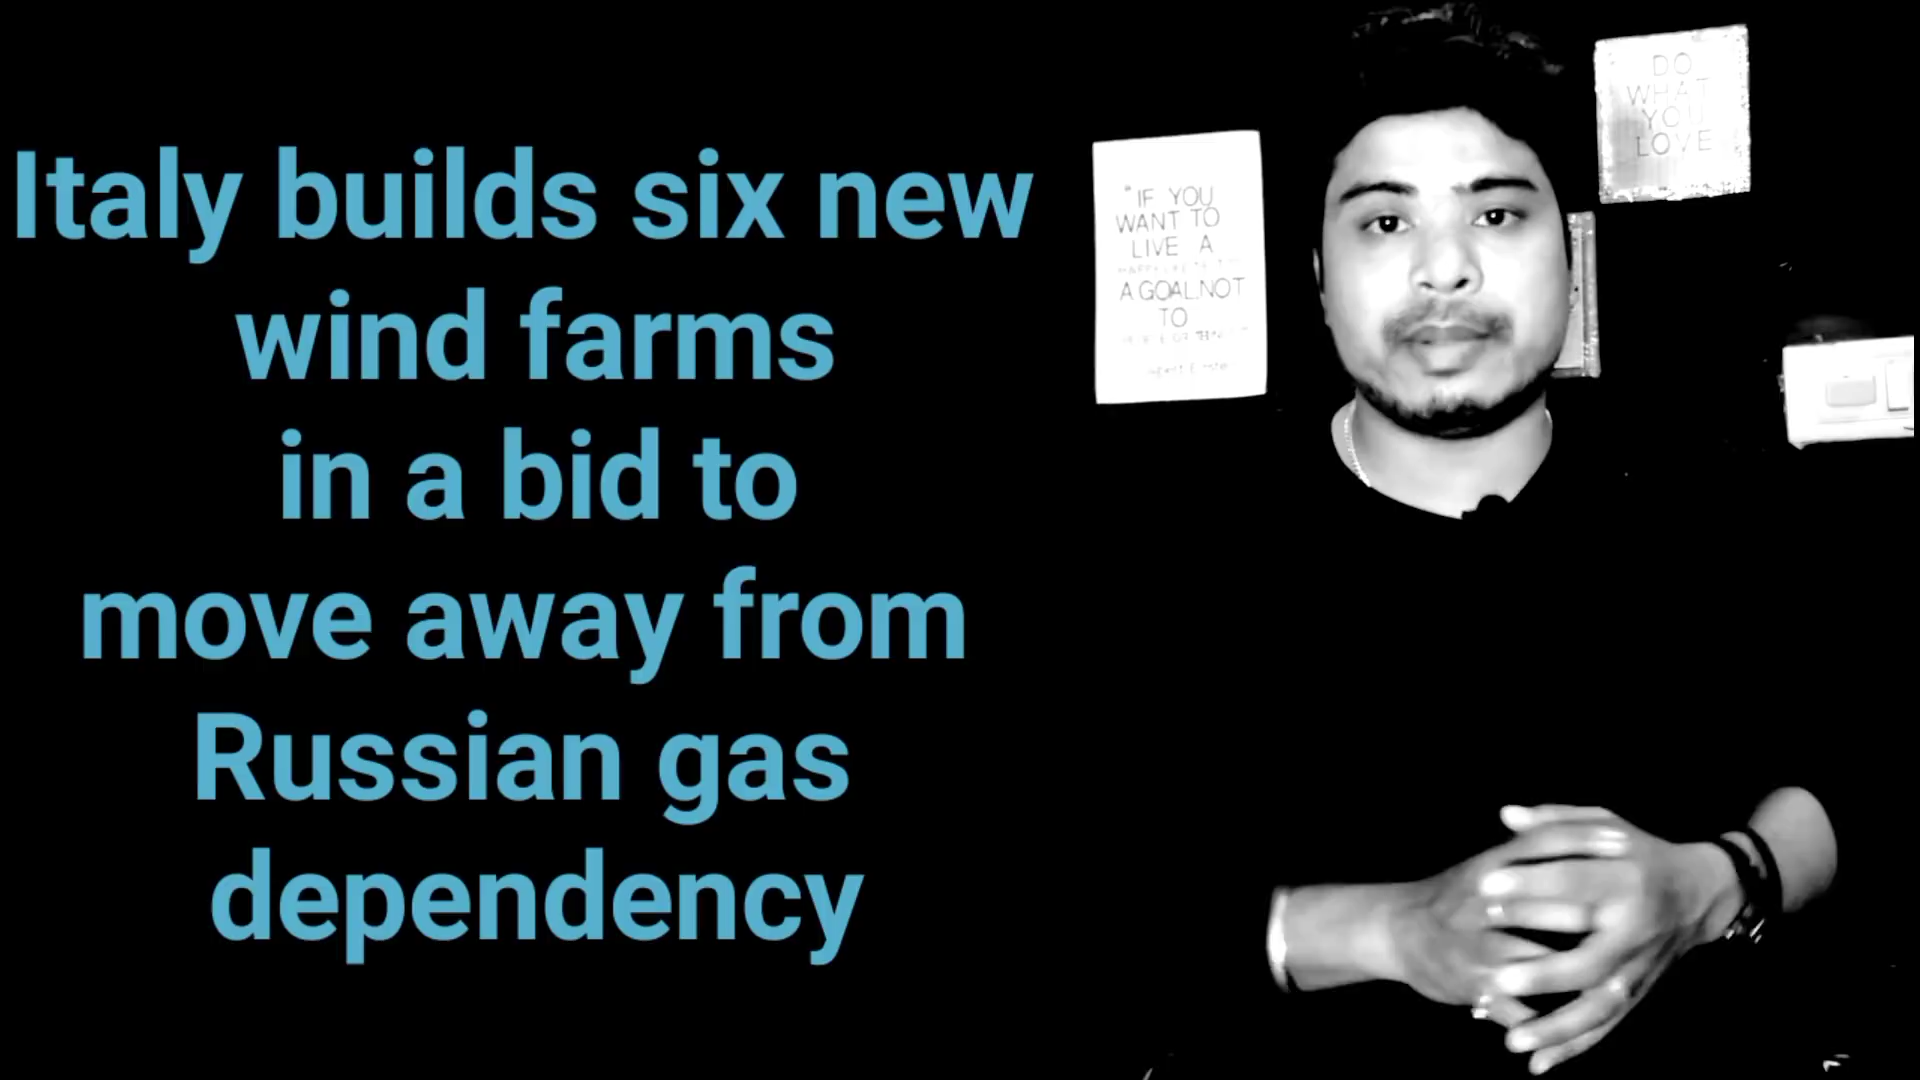 Italy builds six new
wind farms
in a bid to
move away from
Russian gas
dependency
"IF YOU
WANT TO
LIVE A
A GOAL.NOT
TO
DO
WHAT
YOU
LOVE